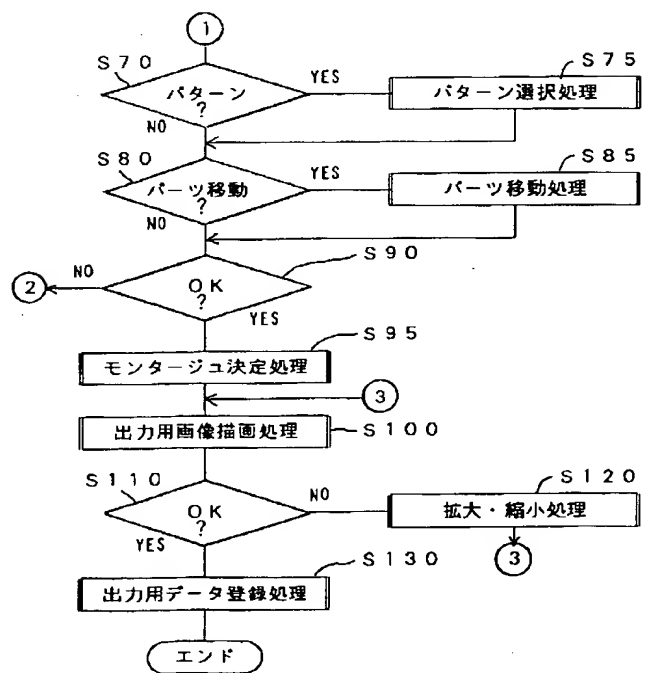 1
S70
YES
S75
パターン
?
パターン選択処理
NO
S80
YES
S85
パーツ移動
?
パーツ移動処理
NO
S90
2
NO
OK
?
YES
S95
モンタージュ決定処理
3
出力用画像描画処理
S100
S110
NO
S120
OK
?
拡大・縮小処理
YES
3
S130
出力用データ登録処理
エンド